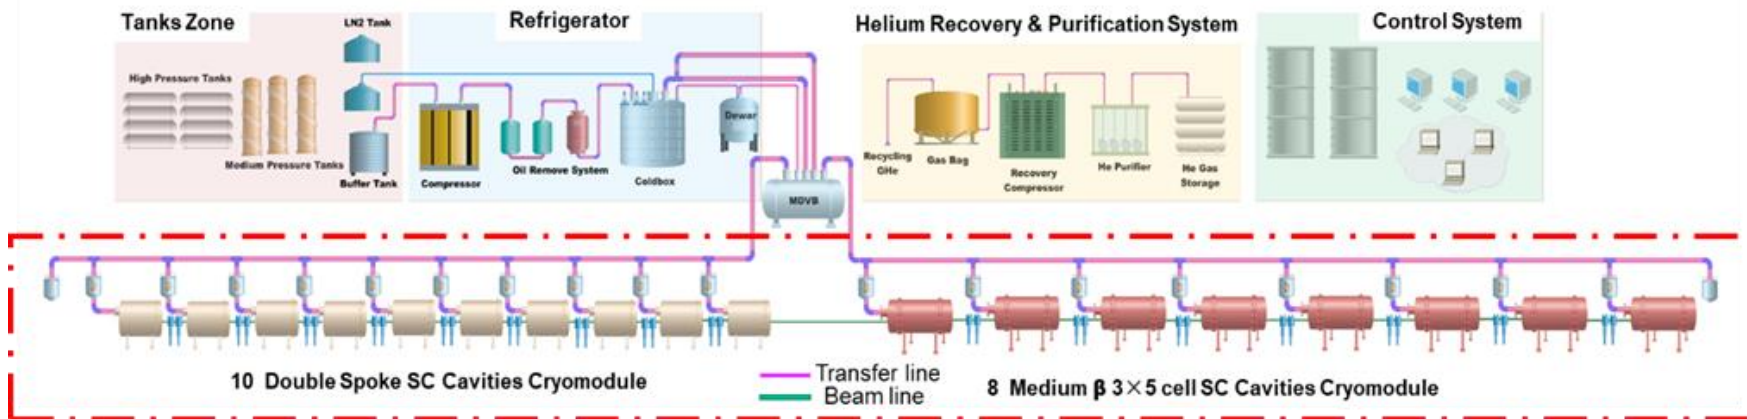 Tanks Zone
LN2 Tank
High Pressure Tanks
Medium Pressure Tanks
Buffer Tank
Refrigerator
Compressor
Oil Remove System
Coldbox
Dewar
MDVB
Helium Recovery & Purification System
Recycling
GHe
Gas Bag
Recovery
Compressor
He Purifier
He Gas
Storage
Control System
10 Double Spoke SC Cavities Cryomodule
Transfer line
Beam line
8 Medium β 3×5 cell SC Cavities Cryomodule